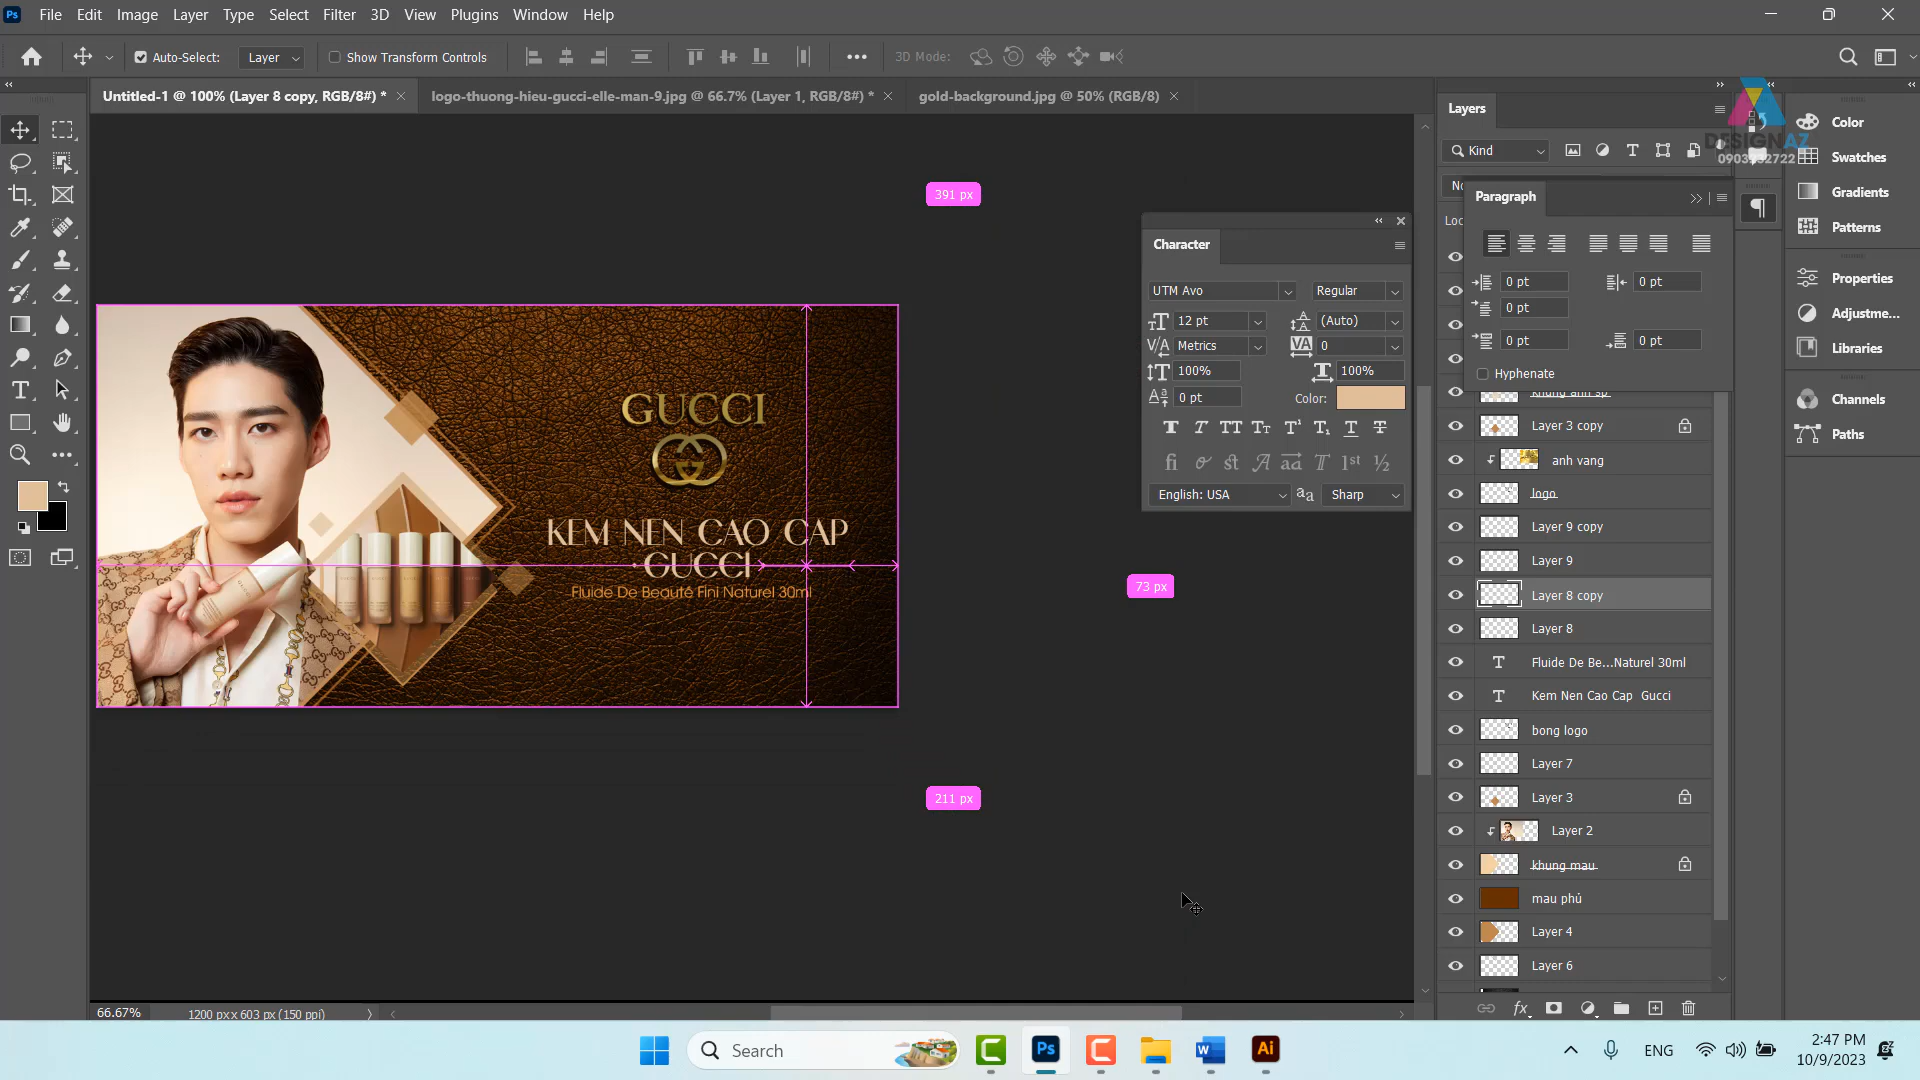 Ps File Edit Image Layer Type Select Filter 3D View Plugins Window Help
Auto-Select: Layer Show Transform Controls 3D Mode:
Untitled-1 @ 100% (Layer 8 copy, RGB/8#) * logo-thuong-hieu-gucci-elle-man-9.jpg @ 66.7% (Layer 1, RGB/8#) * gold-background.jpg @ 50% (RGB/8)
391 px
GUCCI
KEM NEN CAO CAP
GUCCI
Fluide De Beauté Fini Naturel 30ml
73 px
211 px
Character
UTM Avo Regular
12 pt (Auto)
Metrics 0
100% 100%
0 pt Color:
English: USA Sharp
Layers
Kind
DESIGNAZ
Paragraph
0 pt 0 pt
0 pt
0 pt 0 pt
Hyphenate
khung anh sp
Layer 3 copy
anh vang
logo
Layer 9 copy
Layer 9
Layer 8 copy
Layer 8
Fluide De Be...Naturel 30ml
Kem Nen Cao Cap Gucci
bong logo
Layer 7
Layer 3
Layer 2
khung mau
mau phủ
Layer 4
Layer 6
Color
Swatches
Gradients
Patterns
Properties
Adjustme...
Libraries
Channels
Paths
66.67% 1200 px x 603 px (150 ppi)
Search
Ps
W
Ai
ENG
2:47 PM
10/9/2023